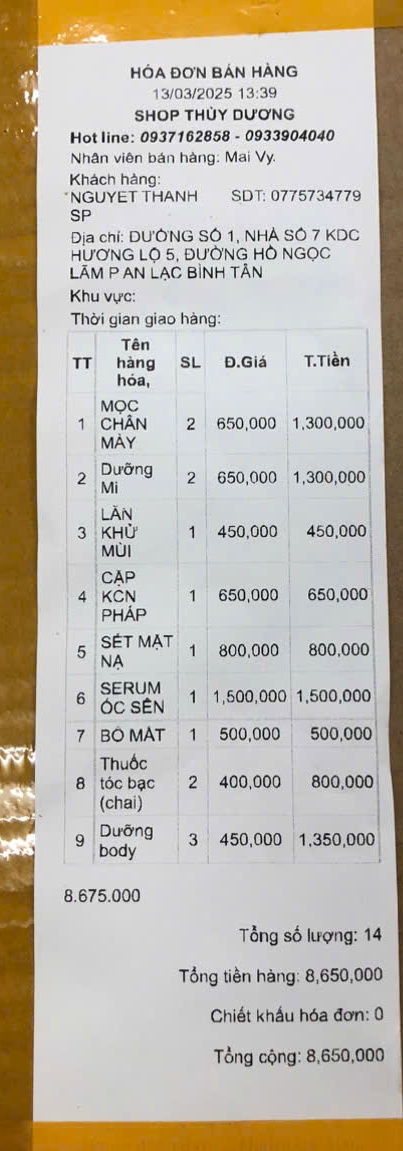 HÓA ĐƠN BÁN HÀNG
13/03/2025 13:39
SHOP THÙY DƯƠNG
Hot line: 0937162858 - 0933904040
Nhân viên bán hàng: Mai Vy.
Khách hàng:
NGUYET THANH SP SDT: 0775734779
Địa chỉ: DƯỜNG SỐ 1, NHÀ SỐ 7 KDC
HƯƠNG LỘ 5, ĐƯỜNG HỒ NGỌC
LÃM P AN LẠC BÌNH TÂN
Khu vực:
Thời gian giao hàng:
TT Tên hàng hóa, SL Đ.Giá T.Tiền
1 MỌC CHÂN MÀY 2 650,000 1,300,000
2 Dưỡng Mi 2 650,000 1,300,000
3 LĂN KHỬ MÙI 1 450,000 450,000
4 CẶP KCN PHÁP 1 650,000 650,000
5 SÉT MẶT NẠ 1 800,000 800,000
6 SERUM ỐC SÊN 1 1,500,000 1,500,000
7 BỘ MẮT 1 500,000 500,000
8 Thuốc tóc bạc (chai) 2 400,000 800,000
9 Dưỡng body 3 450,000 1,350,000
8.675.000
Tổng số lượng: 14
Tổng tiền hàng: 8,650,000
Chiết khấu hóa đơn: 0
Tổng cộng: 8,650,000